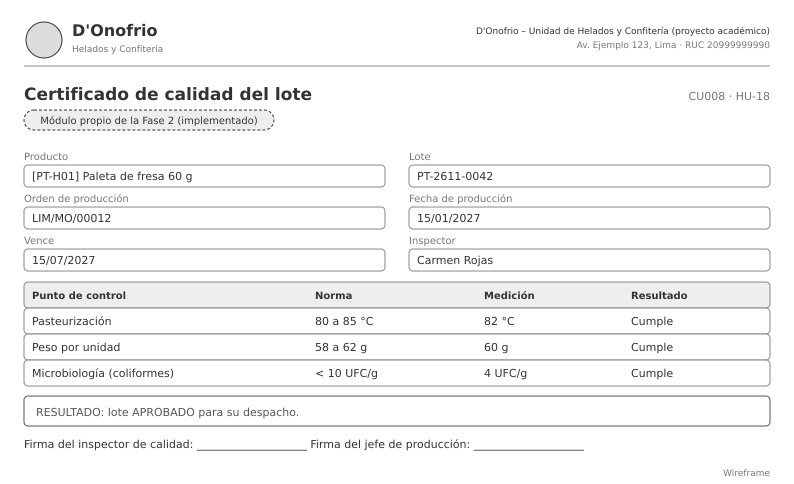 D'Onofrio
Helados y Confitería
D'Onofrio – Unidad de Helados y Confitería (proyecto académico)
Av. Ejemplo 123, Lima · RUC 20999999990
Certificado de calidad del lote
CU008 · HU-18
Módulo propio de la Fase 2 (implementado)
Producto
[PT-H01] Paleta de fresa 60 g
Lote
PT-2611-0042
Orden de producción
LIM/MO/00012
Fecha de producción
15/01/2027
Vence
15/07/2027
Inspector
Carmen Rojas
Punto de control Norma Medición Resultado
Pasteurización 80 a 85 °C 82 °C Cumple
Peso por unidad 58 a 62 g 60 g Cumple
Microbiología (coliformes) < 10 UFC/g 4 UFC/g Cumple
RESULTADO: lote APROBADO para su despacho.
Firma del inspector de calidad: ____________________ Firma del jefe de producción: ____________________
Wireframe